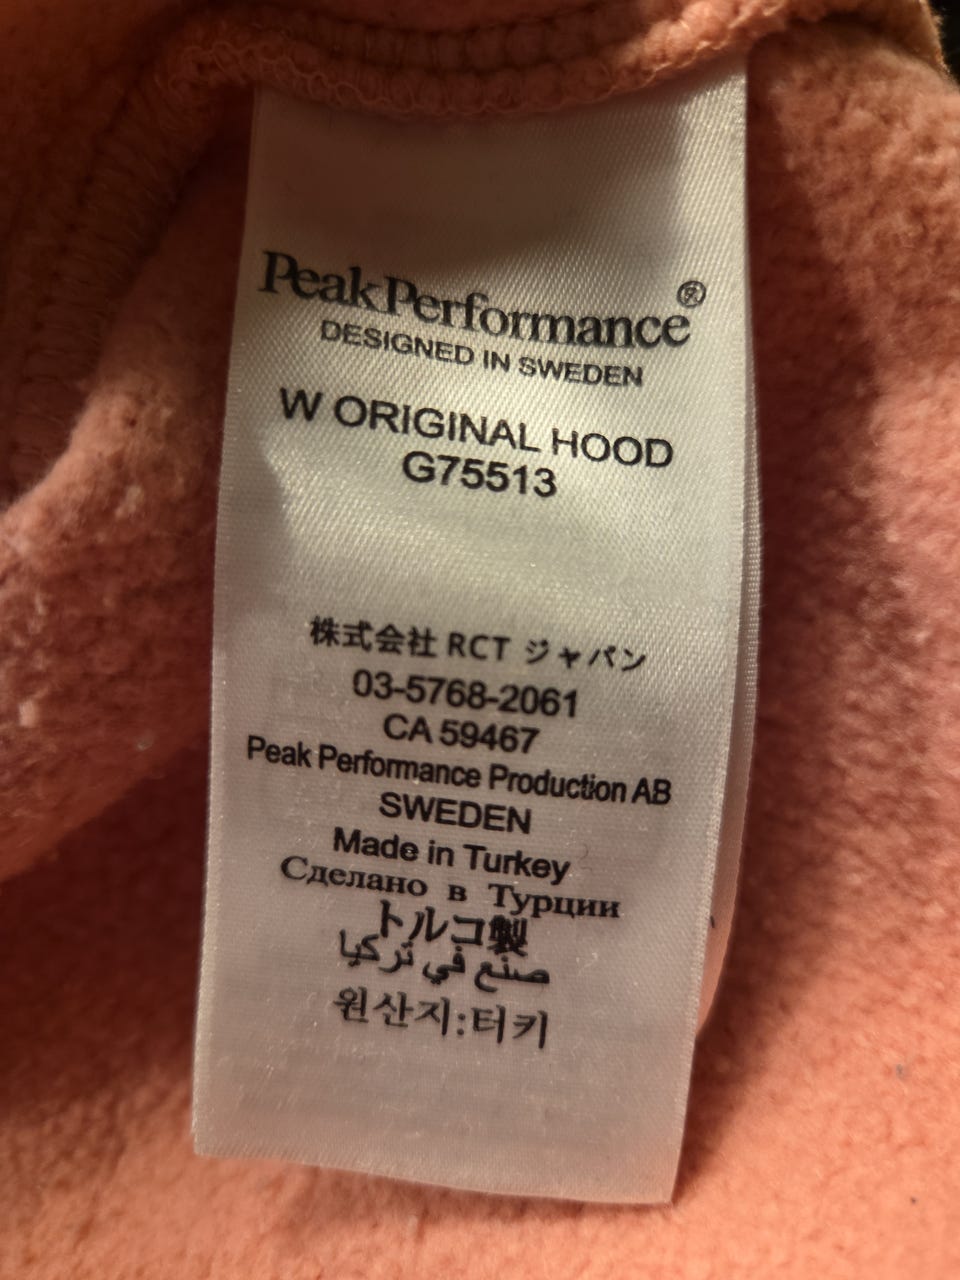 PeakPerformance®
DESIGNED IN SWEDEN
W ORIGINAL HOOD
G75513
株式会社 RCT ジャパン
03-5768-2061
CA 59467
Peak Performance Production AB
SWEDEN
Made in Turkey
Сделано в Турции
トルコ製
صنع في تركيا
원산지:터키